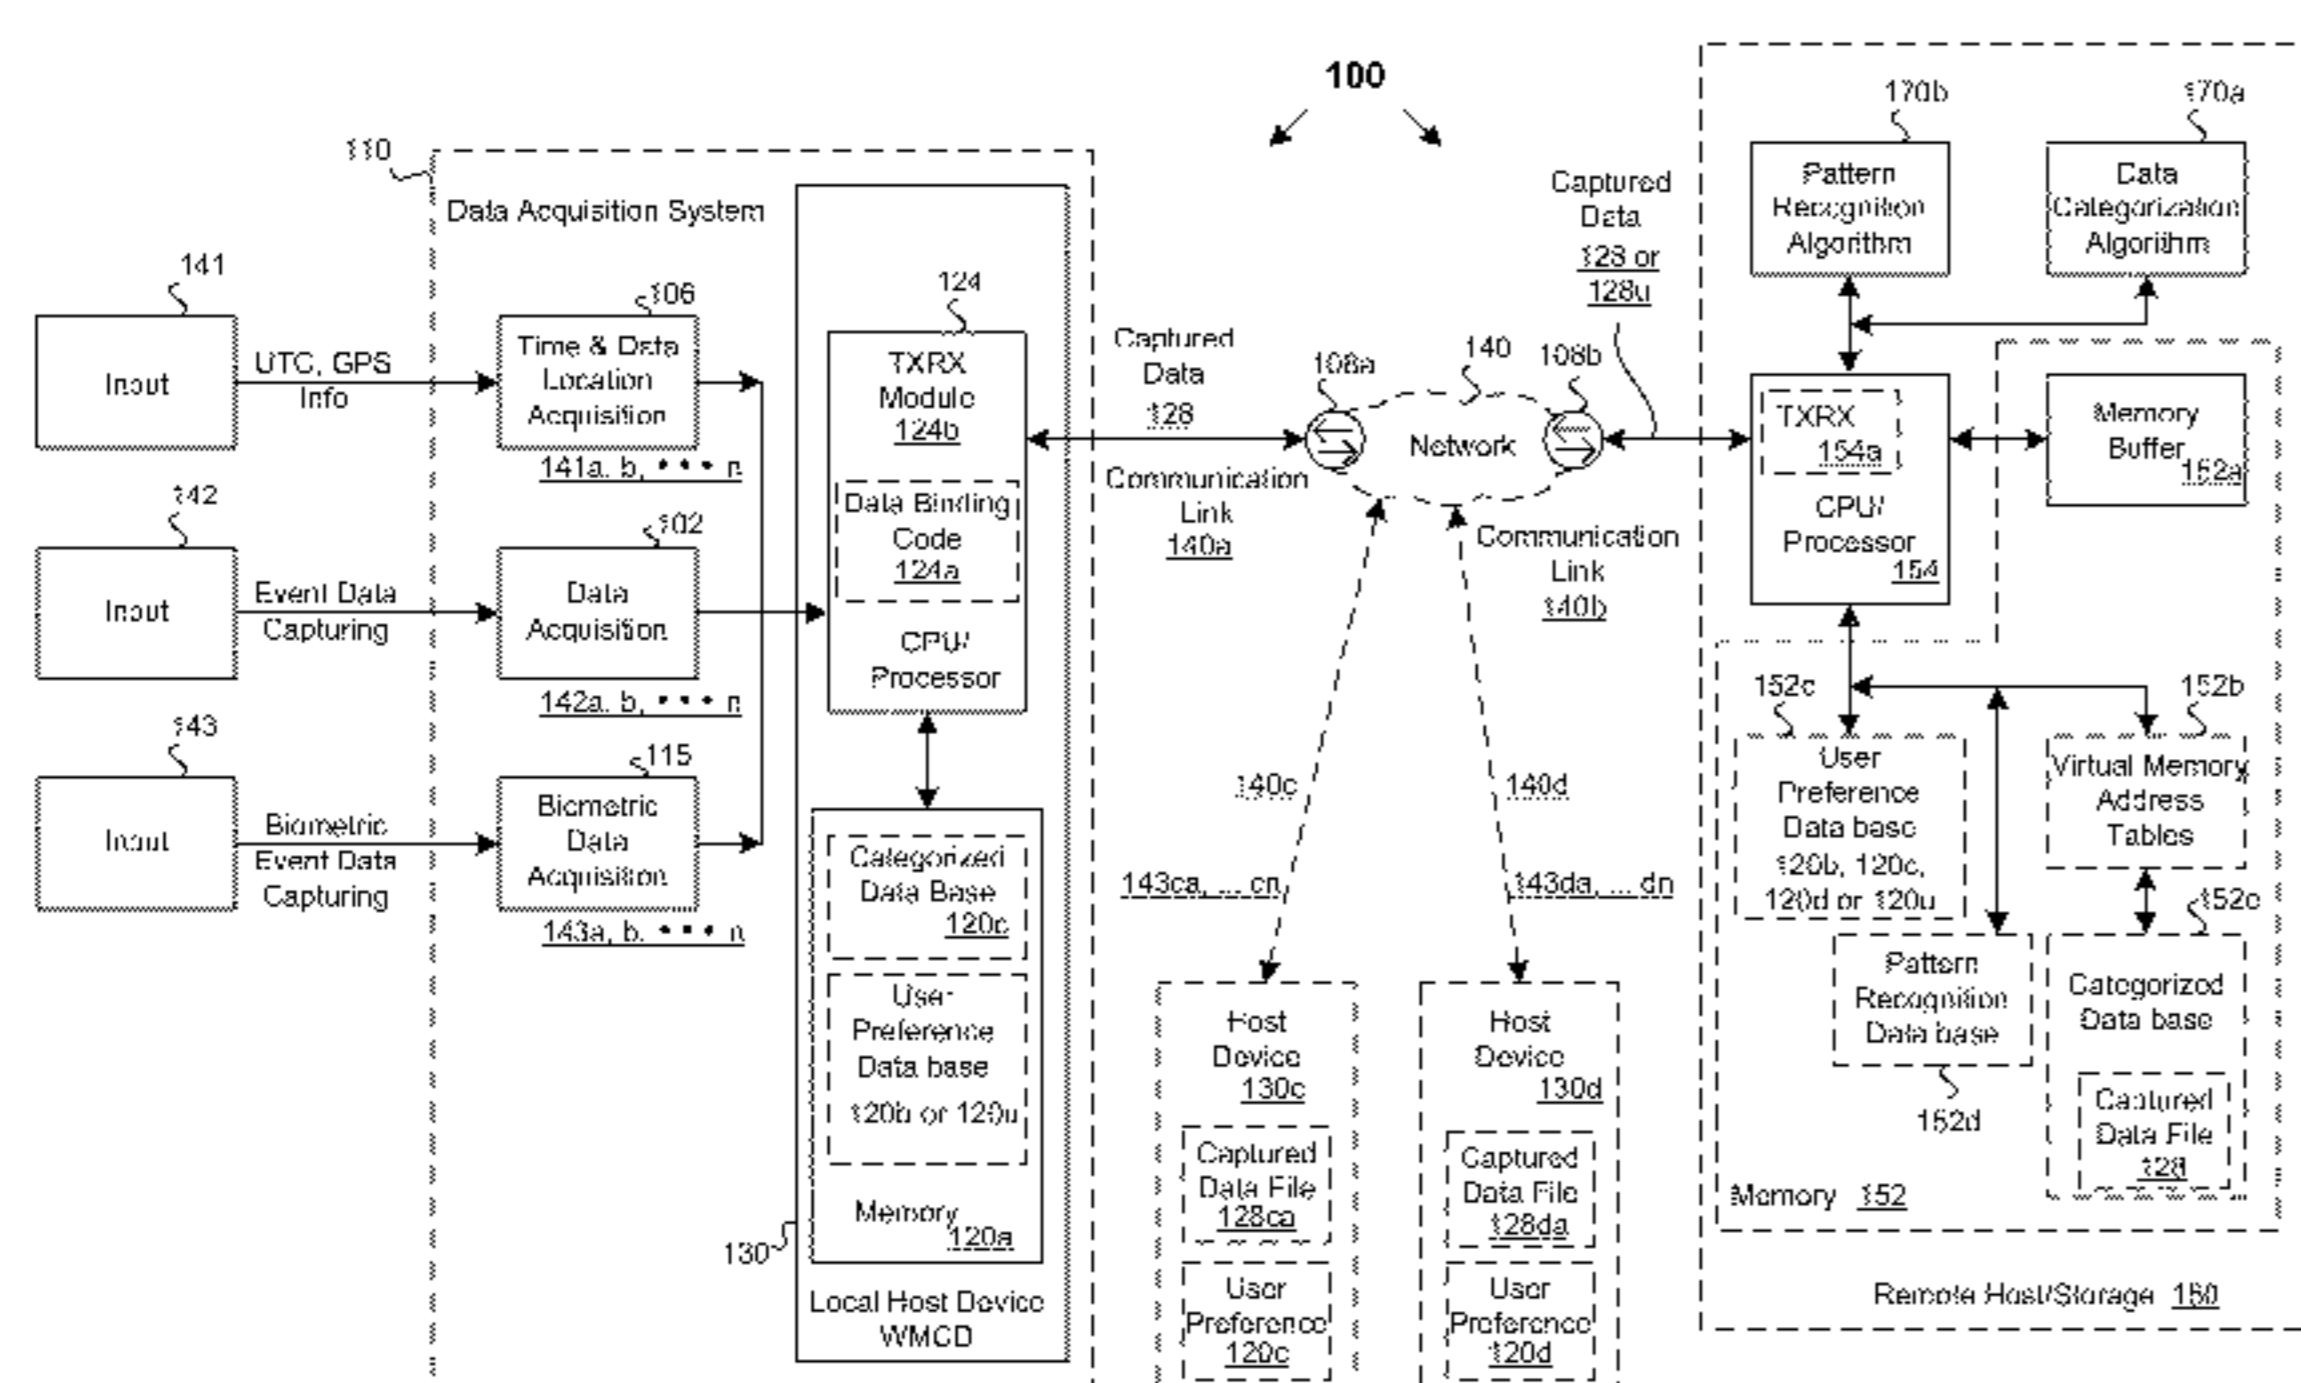 100
110
Data Acquisition System
141
Input
UTC, GPS
Info
106
Time & Data
Location
Acquisition
141a, b, • • • n
142
Input
Event Data
Capturing
102
Data
Acquisition
142a, b, • • • n
143
Input
Biometric
Event Data
Capturing
115
Biometric
Data
Acquisition
143a, b, • • • n
124
TXRX
Module
124b
Data Binding
Code
124a
CPU/
Processor
Categorized
Data Base
120c
User
Preference
Data base
120b or 120u
Memory
120a
130
Local Host Device
WMCD
Captured
Data
128
Communication
Link
140a
108a
140
108b
Network
Captured
Data
128 or
128u
Communication
Link
140b
140c
140d
143ca, ... cn
143da, ... dn
Host
Device
130c
Captured
Data File
128ca
User
Preference
120c
Host
Device
130d
Captured
Data File
128da
User
Preference
120d
170b
Pattern
Recognition
Algorithm
170a
Data
Categorization
Algorithm
TXRX
154a
CPU/
Processor
154
Memory
Buffer
152a
152c
User
Preference
Data base
120b, 120c,
120d or 120u
152b
Virtual Memory
Address
Tables
152e
Pattern
Recognition
Data base
152d
Categorized
Data base
Captured
Data File
128
Memory 152
Remote Host/Storage 150